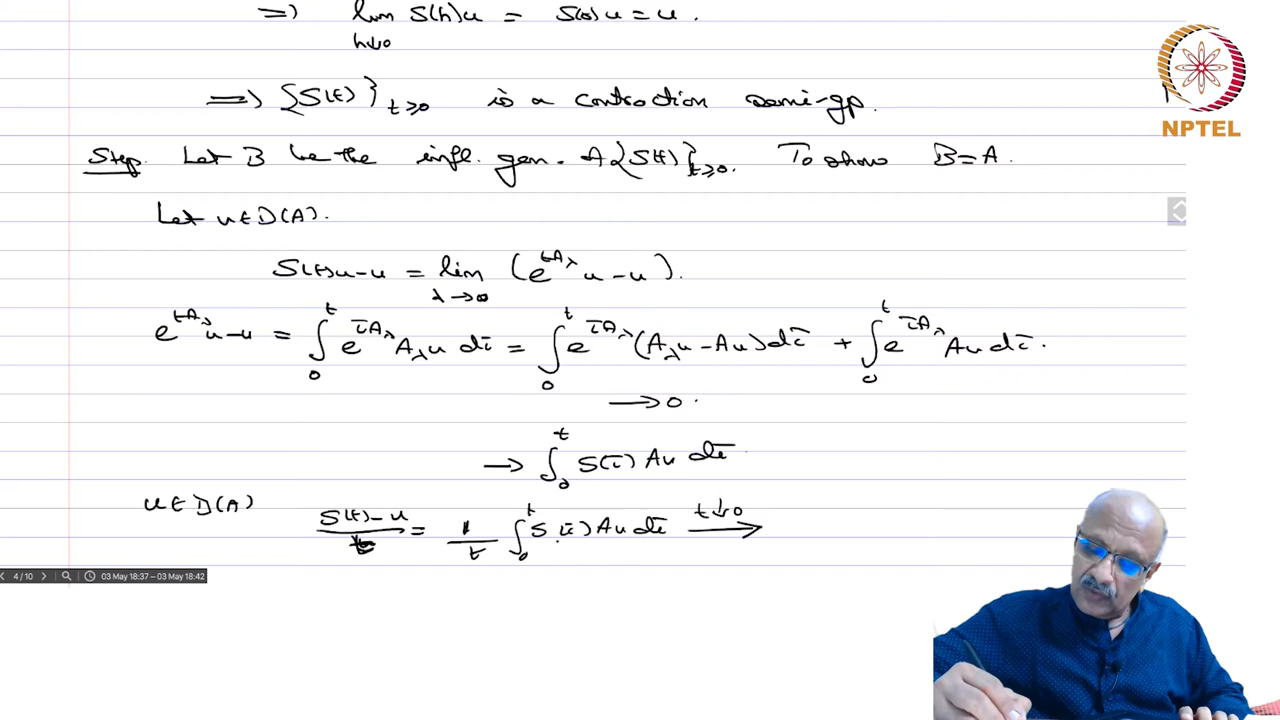 ⟹ lim S(h)u = S(0)u = u.
h↓0
⟹ {S(t)}t≥0 is a contraction semi-gp.
NPTEL
Step. Let B be the infl. gen. A {S(t)}t≥0. To show B=A.
Let u∈D(A).
S(t)u-u = lim (e^{tAλ}u-u).
λ→∞
e^{tAλ}u-u = ∫₀ᵗ e^{τAλ} Aλu dτ = ∫₀ᵗ e^{τAλ}(Aλu-Au)dτ + ∫₀ᵗ e^{τAλ} Au dτ.
→ 0.
→ ∫₀ᵗ S(τ) Au dτ
u∈D(A) S(t)-u/t = 1/t ∫₀ᵗ S(τ)Au dτ t↓0 →
4 / 10 03 May 18:37 - 03 May 18:42